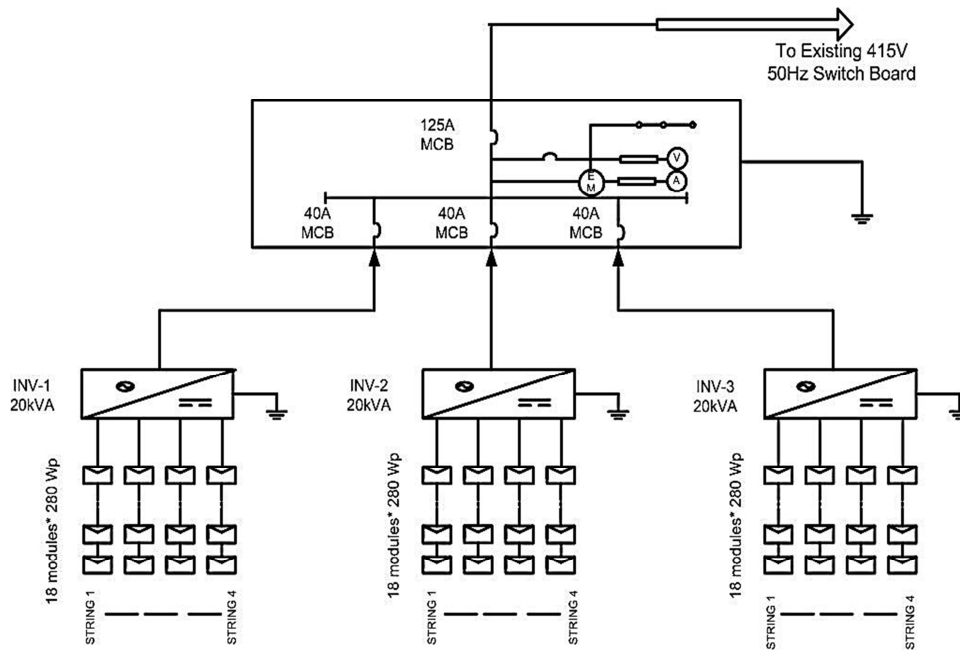 To Existing 415V
50Hz Switch Board
125A
MCB
V
E
M
A
40A
MCB
40A
MCB
40A
MCB
INV-1
20kVA
INV-2
20kVA
INV-3
20kVA
18 modules* 280 Wp
18 modules* 280 Wp
18 modules* 280 Wp
STRING 1
STRING 4
STRING 1
STRING 4
STRING 1
STRING 4